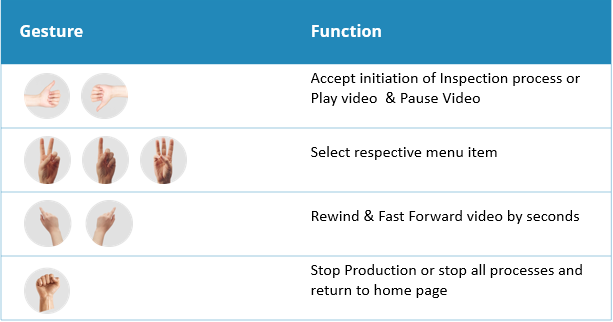 Gesture Function
Accept initiation of Inspection process or
Play video & Pause Video
Select respective menu item
Rewind & Fast Forward video by seconds
Stop Production or stop all processes and
return to home page